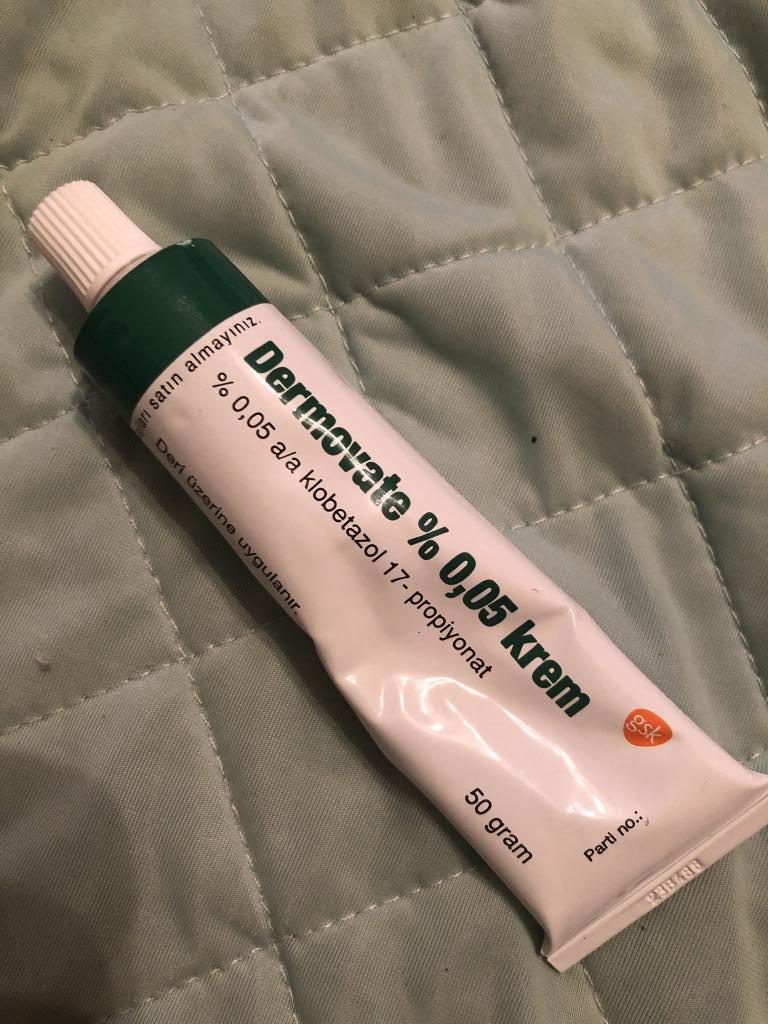 satın almayınız.
Dermovate % 0,05 krem
% 0,05 a/a klobetazol 17- propiyonat
Deri üzerine uygulanır.
gsk
50 gram
Parti no.: